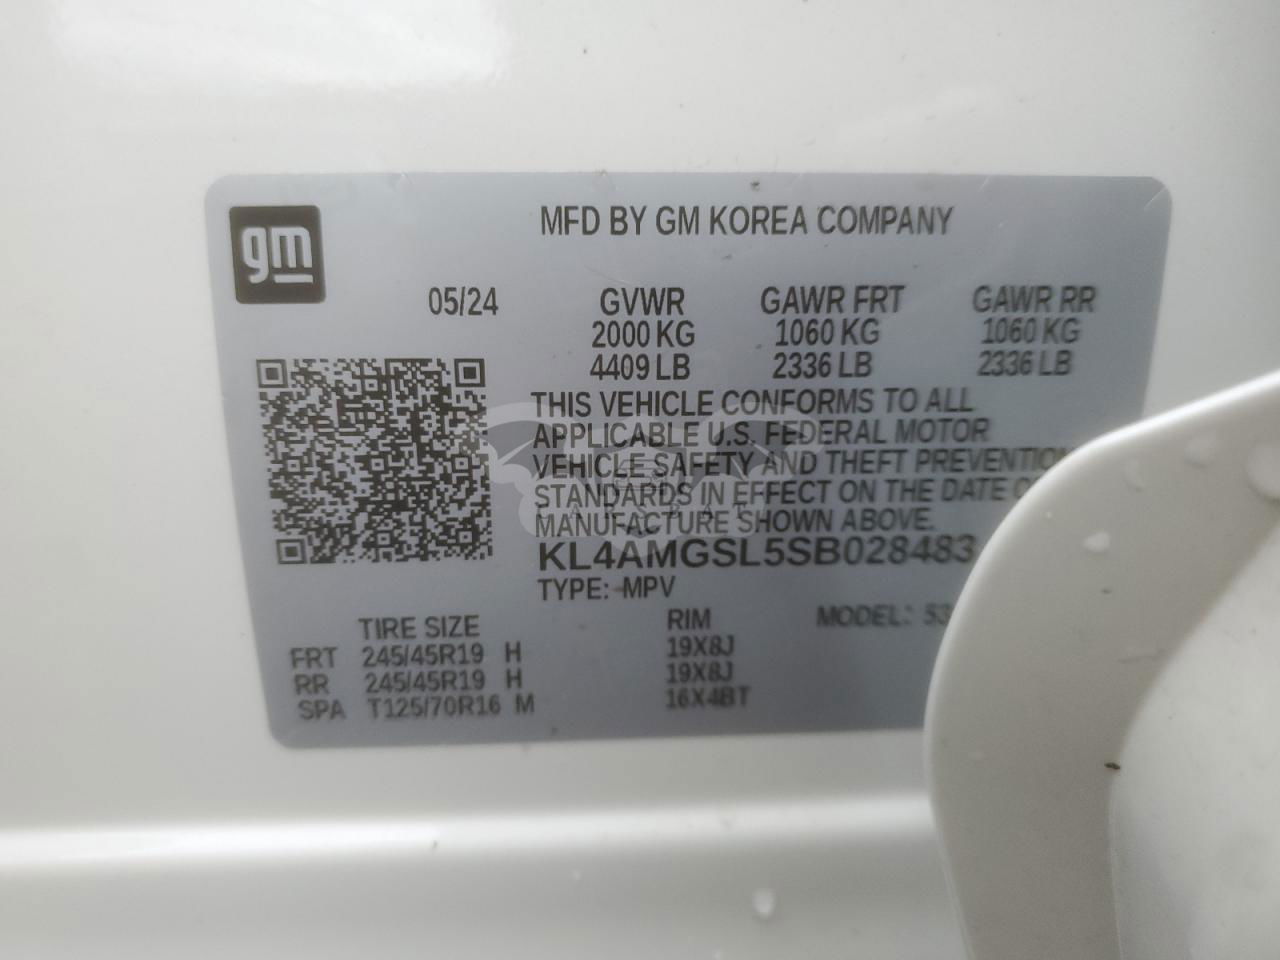 gm
MFD BY GM KOREA COMPANY
05/24 GVWR GAWR FRT GAWR RR
2000 KG 1060 KG 1060 KG
4409 LB 2336 LB 2336 LB
THIS VEHICLE CONFORMS TO ALL
APPLICABLE U.S. FEDERAL MOTOR
VEHICLE SAFETY AND THEFT PREVENTION
STANDARDS IN EFFECT ON THE DATE
MANUFACTURE SHOWN ABOVE.
KL4AMGSL5SB028483
TYPE: MPV
TIRE SIZE RIM MODEL:
FRT 245/45R19 H 19X8J
RR 245/45R19 H 19X8J
SPA T125/70R16 M 16X4BT